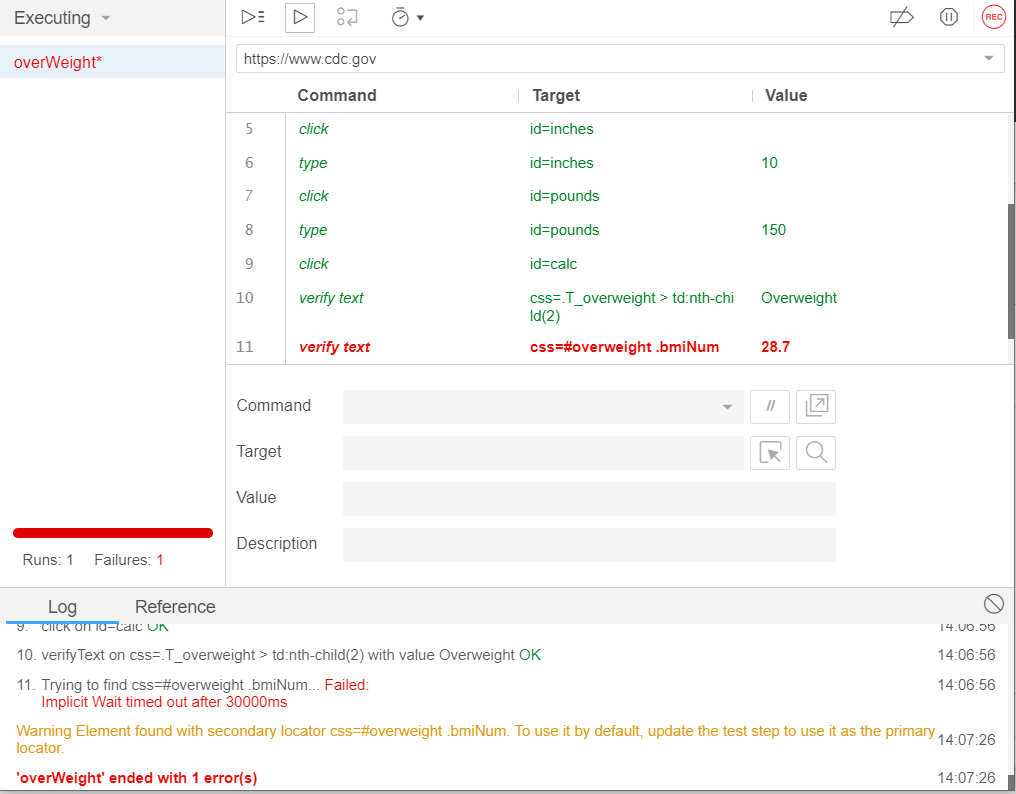 Executing
REC
overWeight*
https://www.cdc.gov
Command Target Value
5 click id=inches
6 type id=inches 10
7 click id=pounds
8 type id=pounds 150
9 click id=calc
10 verify text css=.T_overweight > td:nth-chi Overweight
ld(2)
11 verify text css=#overweight .bmiNum 28.7
Command //
Target
Value
Description
Runs: 1 Failures: 1
Log Reference
9. click on id=calc OK 14:06:56
10. verifyText on css=.T_overweight > td:nth-child(2) with value Overweight OK 14:06:56
11. Trying to find css=#overweight .bmiNum... Failed: 14:06:56
Implicit Wait timed out after 30000ms
Warning Element found with secondary locator css=#overweight .bmiNum. To use it by default, update the test step to use it as the primary
locator. 14:07:26
'overWeight' ended with 1 error(s) 14:07:26